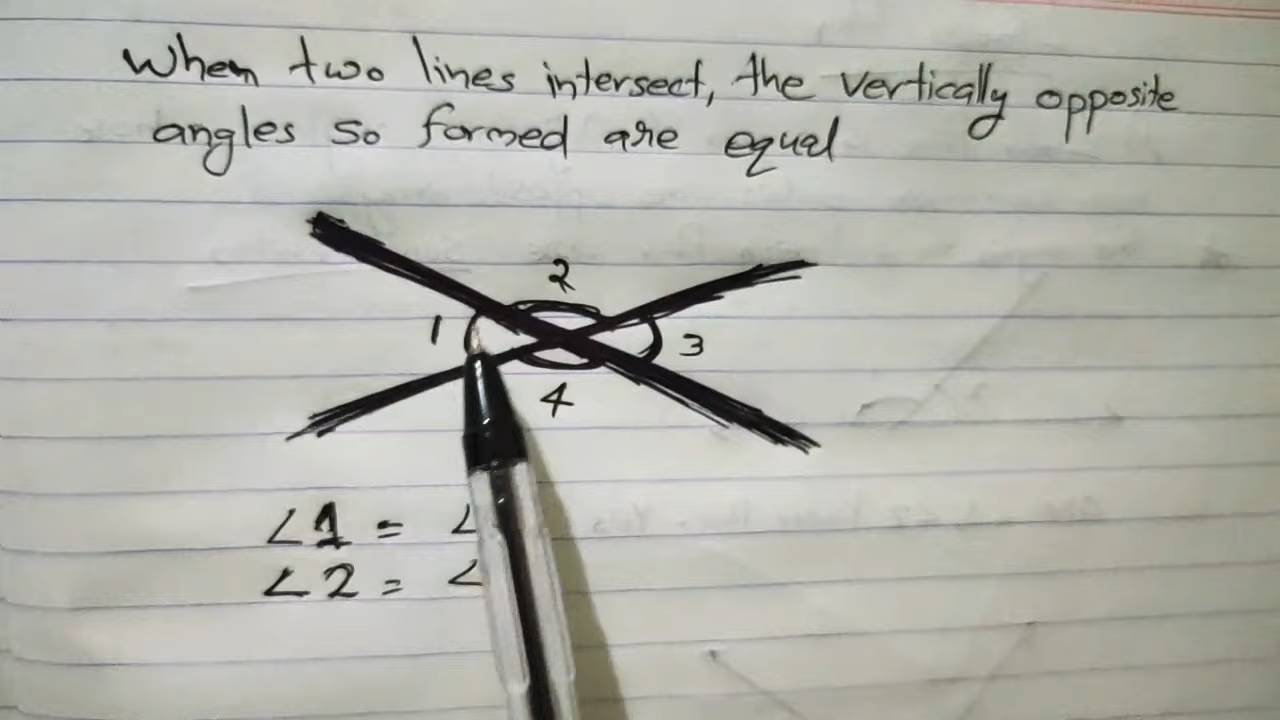 When two lines intersect, the vertically opposite
angles so formed are equal
2
1
3
4
∠1 = ∠
∠2 = ∠